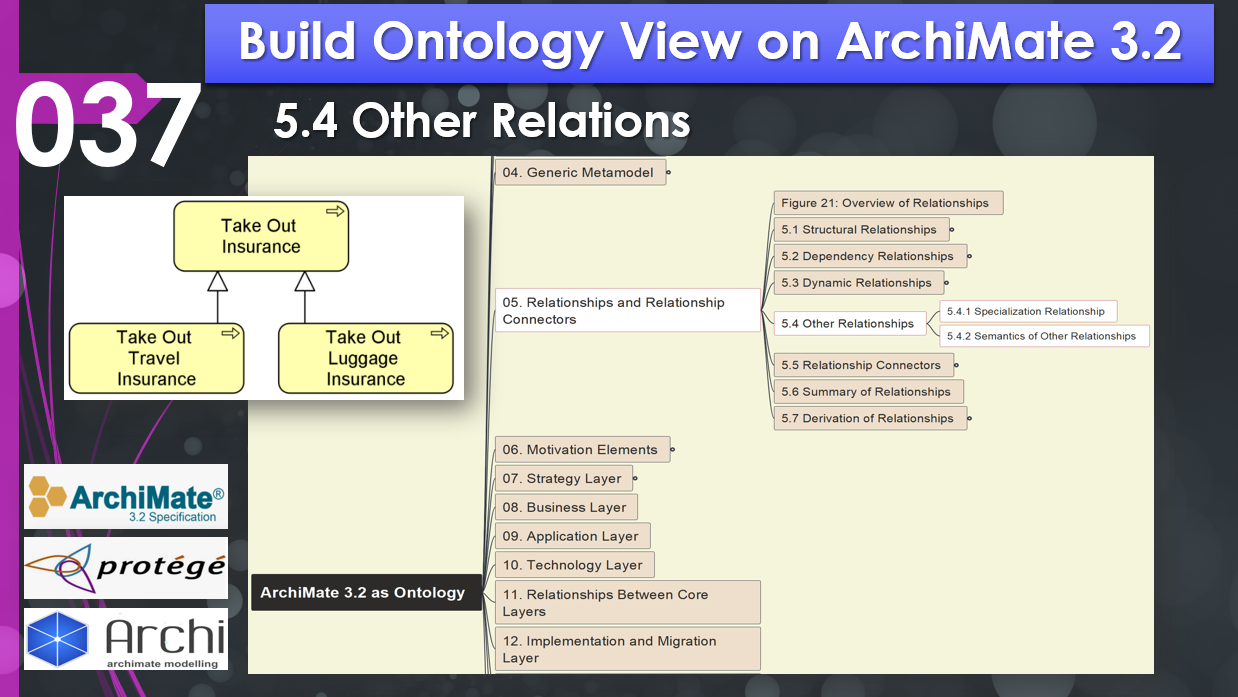 Build Ontology View on ArchiMate 3.2
037
5.4 Other Relations
Take Out
Insurance
Take Out
Travel
Insurance
Take Out
Luggage
Insurance
ArchiMate®
3.2 Specification
protégé
Archi
archimate modelling
ArchiMate 3.2 as Ontology
04. Generic Metamodel
05. Relationships and Relationship
Connectors
Figure 21: Overview of Relationships
5.1 Structural Relationships
5.2 Dependency Relationships
5.3 Dynamic Relationships
5.4 Other Relationships
5.4.1 Specialization Relationship
5.4.2 Semantics of Other Relationships
5.5 Relationship Connectors
5.6 Summary of Relationships
5.7 Derivation of Relationships
06. Motivation Elements
07. Strategy Layer
08. Business Layer
09. Application Layer
10. Technology Layer
11. Relationships Between Core
Layers
12. Implementation and Migration
Layer